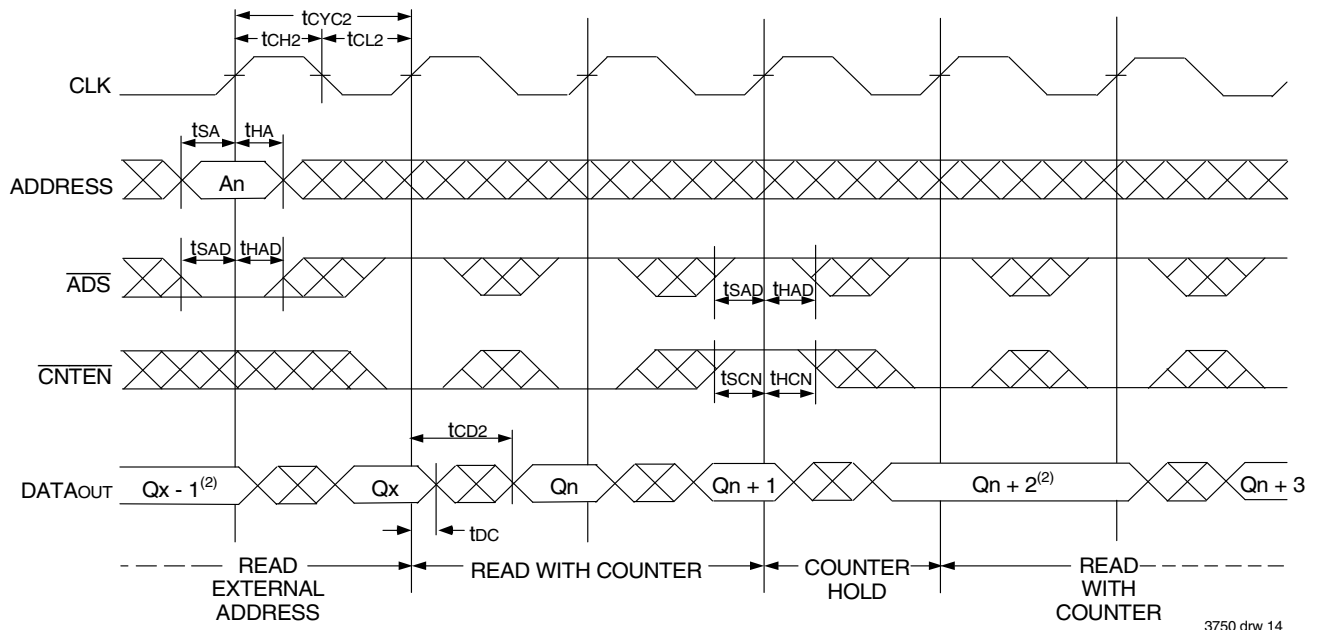 tCYC2
tCH2 tCL2
CLK
tSA tHA
ADDRESS An
tSAD tHAD
ADS
tSAD tHAD
CNTEN
tSCN tHCN
tCD2
DATAOUT Qx - 1(2) Qx Qn Qn + 1 Qn + 2(2) Qn + 3
tDC
READ
EXTERNAL
ADDRESS
READ WITH COUNTER
COUNTER
HOLD
READ
WITH
COUNTER
3750 drw 14